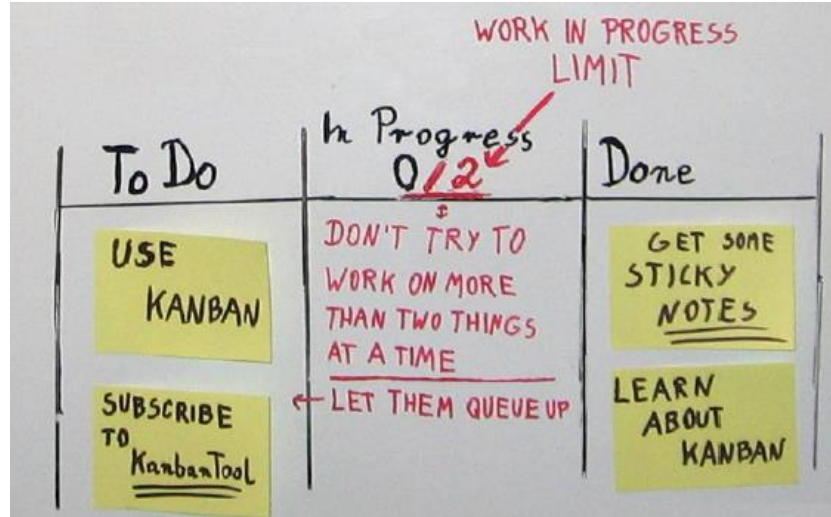 WORK IN PROGRESS
LIMIT
To Do
In Progress
0/2
Done
USE
KANBAN
SUBSCRIBE
TO
KanbanTool
DON'T TRY TO
WORK ON MORE
THAN TWO THINGS
AT A TIME
← LET THEM QUEUE UP
GET SOME
STICKY
NOTES
LEARN
ABOUT
KANBAN